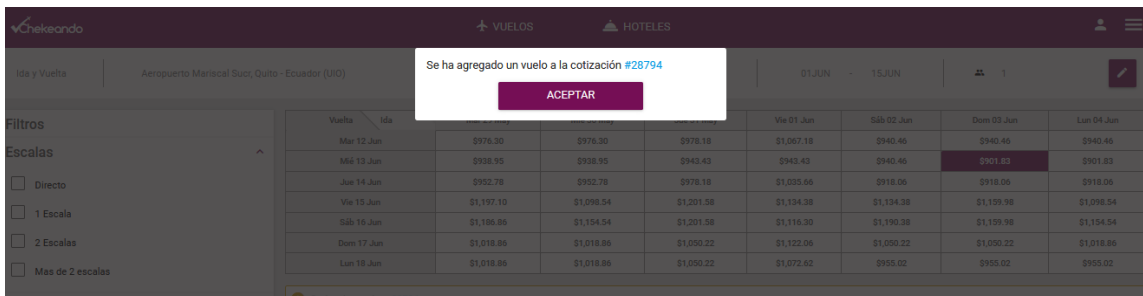 Chekeando
VUELOS
HOTELES
Se ha agregado un vuelo a la cotización #28794
ACEPTAR
Ida y Vuelta
Aeropuerto Mariscal Sucr, Quito - Ecuador (UIO)
01JUN - 15JUN
1
Filtros
Escalas
Directo
1 Escala
2 Escalas
Mas de 2 escalas
Vuelta Ida Vie 01 Jun Sáb 02 Jun Dom 03 Jun Lun 04 Jun
Mar 12 Jun $976.30 $976.30 $978.18 $1,067.18 $940.46 $940.46 $940.46
Mié 13 Jun $938.95 $938.95 $943.43 $943.43 $940.46 $901.83 $901.83
Jue 14 Jun $952.78 $952.78 $978.18 $1,035.66 $918.06 $918.06 $918.06
Vie 15 Jun $1,197.10 $1,098.54 $1,201.58 $1,134.38 $1,134.38 $1,159.98 $1,098.54
Sáb 16 Jun $1,186.86 $1,154.54 $1,201.58 $1,116.30 $1,190.38 $1,159.98 $1,154.54
Dom 17 Jun $1,018.86 $1,018.86 $1,050.22 $1,122.06 $1,050.22 $1,050.22 $1,018.86
Lun 18 Jun $1,018.86 $1,018.86 $1,050.22 $1,072.62 $955.02 $955.02 $955.02